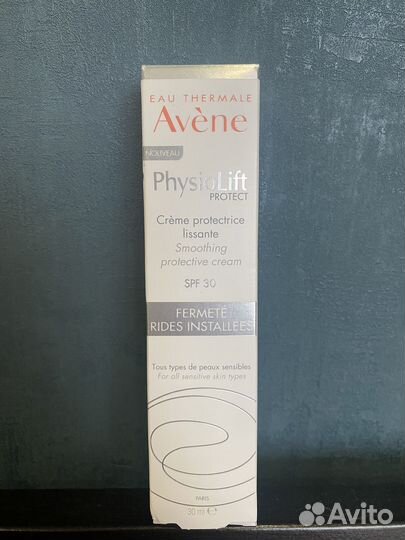 EAU THERMALE
Avène
NOUVEAU
PhysioLift
PROTECT
Crème protectrice
lissante
Smoothing
protective cream
SPF 30
FERMETÉ
RIDES INSTALLÉES
Tous types de peaux sensibles
For all sensitive skin types
PARIS
30 ml e
Avito